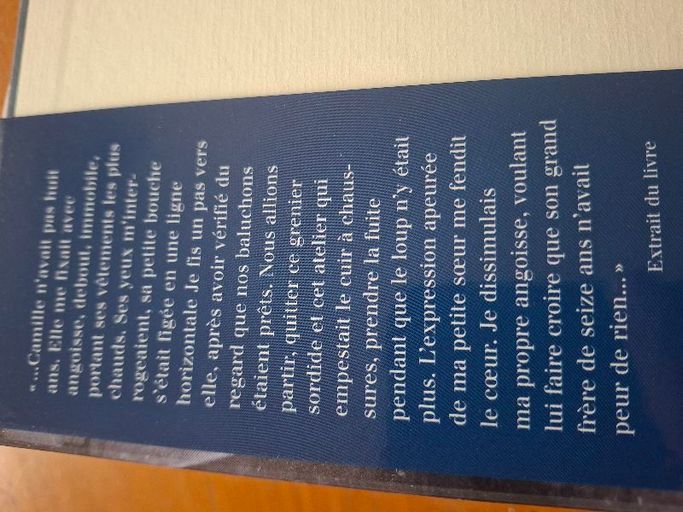 «...Camille n'avait pas huit
ans. Elle me fixait avec
angoisse, debout, immobile,
portant ses vêtements les plus
chauds. Ses yeux m'inter-
rogeaient, sa petite bouche
s'était figée en une ligne
horizontale Je fis un pas vers
elle, après avoir vérifié du
regard que nos baluchons
étaient prêts. Nous allions
partir, quitter ce grenier
sordide et cet atelier qui
empestait le cuir à chaus-
sures, prendre la fuite
pendant que le loup n'y était
plus. L'expression apeurée
de ma petite sœur me fendit
le cœur. Je dissimulais
ma propre angoisse, voulant
lui faire croire que son grand
frère de seize ans n'avait
peur de rien...»
Extrait du livre